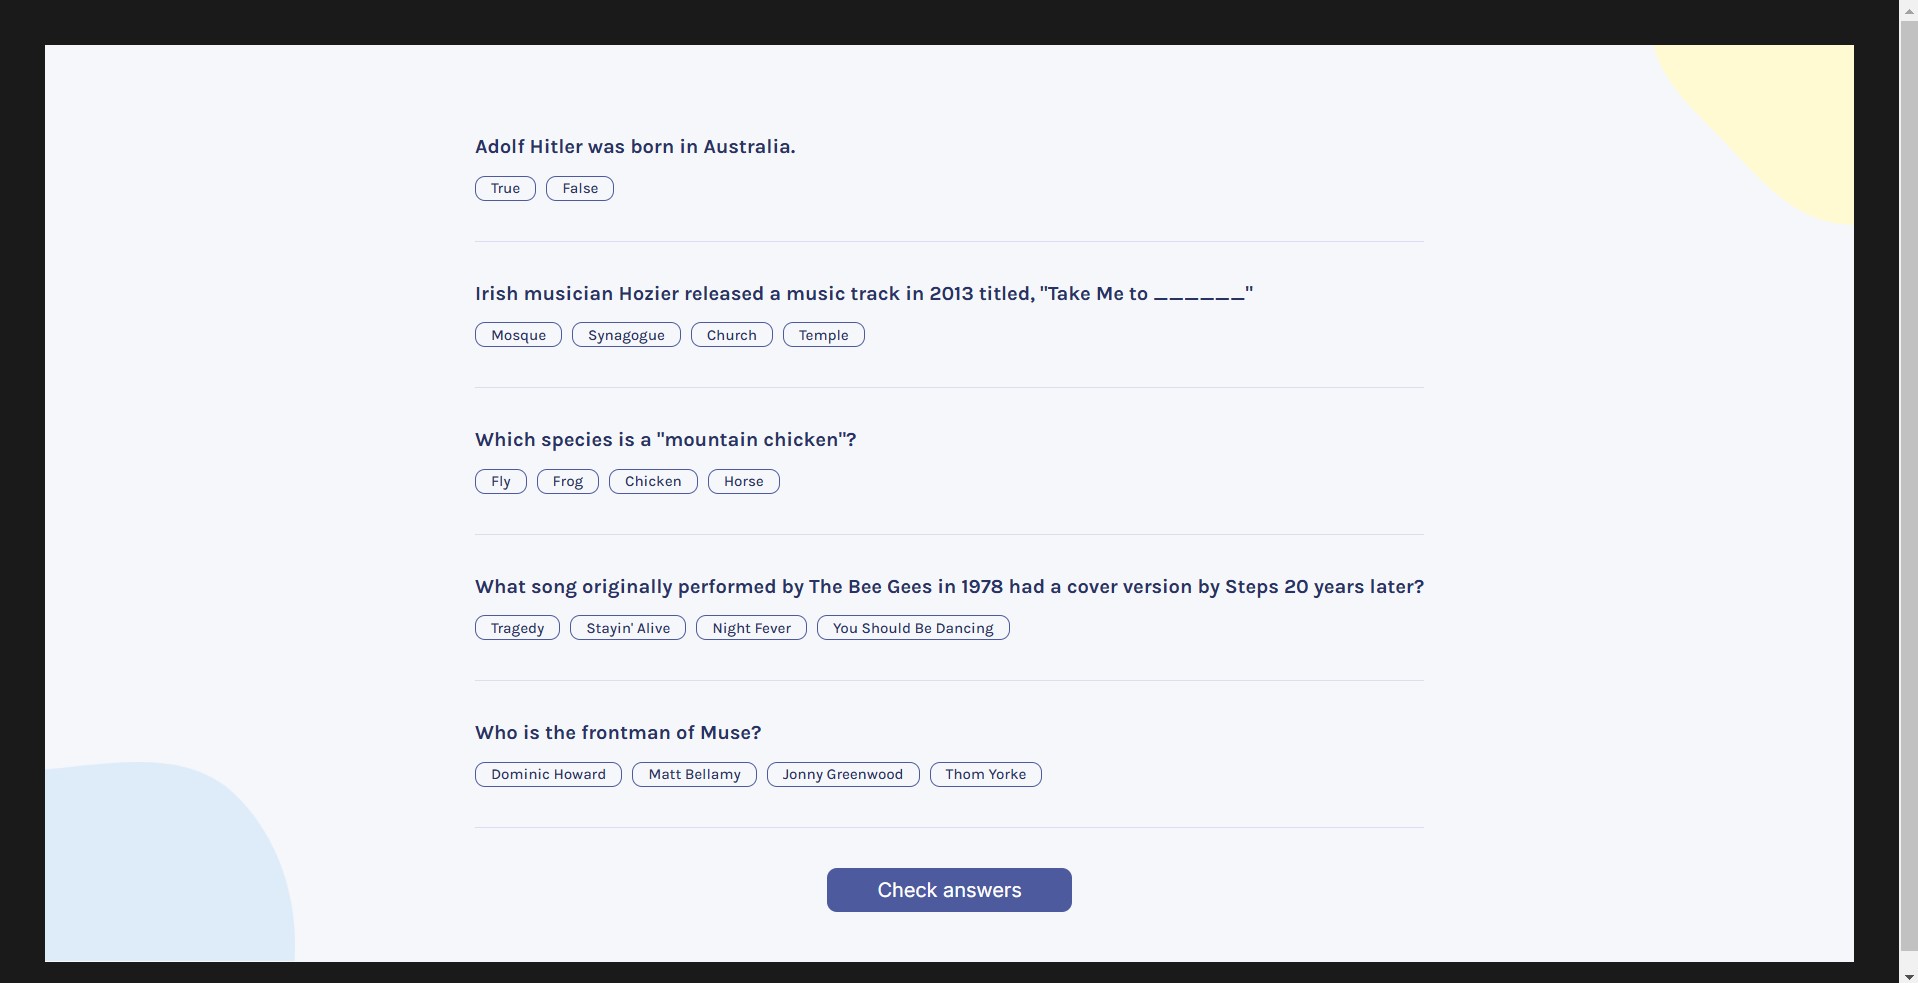 Adolf Hitler was born in Australia.
True False
Irish musician Hozier released a music track in 2013 titled, "Take Me to ______"
Mosque Synagogue Church Temple
Which species is a "mountain chicken"?
Fly Frog Chicken Horse
What song originally performed by The Bee Gees in 1978 had a cover version by Steps 20 years later?
Tragedy Stayin' Alive Night Fever You Should Be Dancing
Who is the frontman of Muse?
Dominic Howard Matt Bellamy Jonny Greenwood Thom Yorke
Check answers